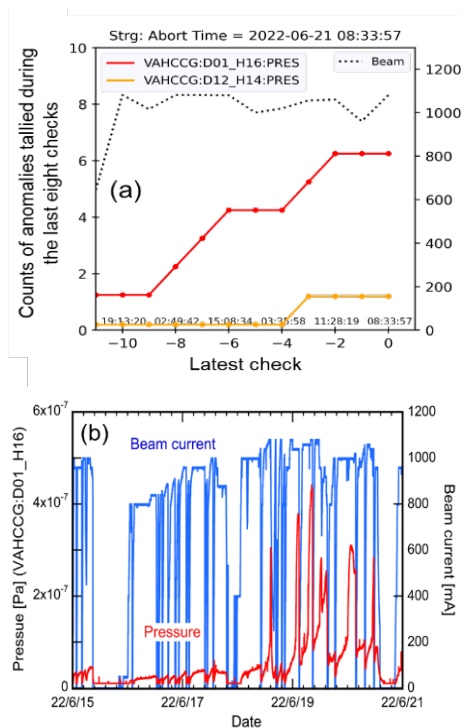 Strg: Abort Time = 2022-06-21 08:33:57
VAHCCG:D01_H16:PRES
VAHCCG:D12_H14:PRES
Beam
Counts of anomalies tallied during
the last eight checks
10
8
6
4
2
0
1200
1000
800
600
400
200
0
(a)
19:13:20 02:49:42 15:08:34 03:35:58 11:28:19 08:33:57
−10 −8 −6 −4 −2 0
Latest check
(b)
Beam current
Pressure
Pressue [Pa] (VAHCCG:D01_H16)
6x10-7
4x10-7
2x10-7
0
1200
1000
800
600
400
200
0
Beam current [mA]
22/6/15 22/6/17 22/6/19 22/6/21
Date